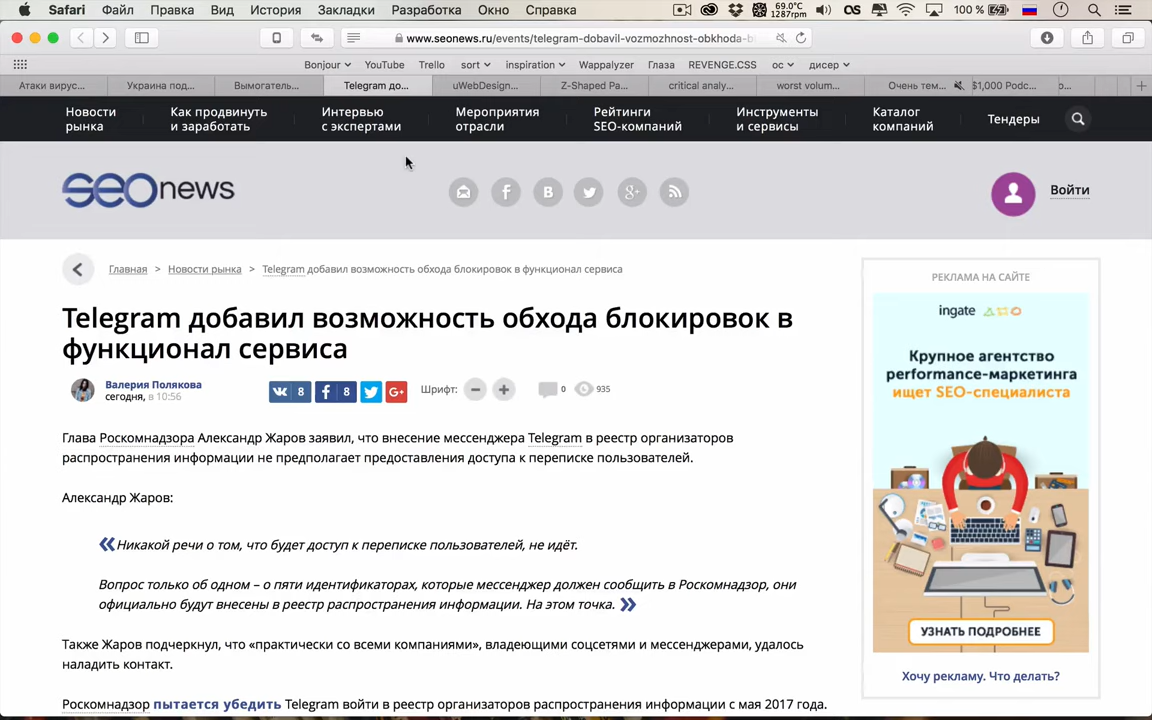 Safari Файл Правка Вид История Закладки Разработка Окно Справка 69.0°C 1287rpm 100 %
www.seonews.ru/events/telegram-dobavil-vozmozhnost-obkhoda-b
Bonjour YouTube Trello sort inspiration Wappalyzer Глаза REVENGE.CSS ос дисер
Атаки вирус... Украина под... Вымогатель... Telegram до... uWebDesign... Z-Shaped Pa... critical analy... worst volum... Очень тем... $1,000 Podc...
Новости рынка
Как продвинуть и заработать
Интервью с экспертами
Мероприятия отрасли
Рейтинги SEO-компаний
Инструменты и сервисы
Каталог компаний
Тендеры
seonews
Войти
Главная > Новости рынка > Telegram добавил возможность обхода блокировок в функционал сервиса
Telegram добавил возможность обхода блокировок в
функционал сервиса
Валерия Полякова
сегодня, в 10:56
8 8 Шрифт: 0 935
Глава Роскомнадзора Александр Жаров заявил, что внесение мессенджера Telegram в реестр организаторов
распространения информации не предполагает предоставления доступа к переписке пользователей.
Александр Жаров:
«Никакой речи о том, что будет доступ к переписке пользователей, не идёт.
Вопрос только об одном – о пяти идентификаторах, которые мессенджер должен сообщить в Роскомнадзор, они
официально будут внесены в реестр распространения информации. На этом точка. »
Также Жаров подчеркнул, что «практически со всеми компаниями», владеющими соцсетями и мессенджерами, удалось
наладить контакт.
Роскомнадзор пытается убедить Telegram войти в реестр организаторов распространения информации с мая 2017 года.
РЕКЛАМА НА САЙТЕ
ingate
Крупное агентство
performance-маркетинга
ищет SEO-специалиста
УЗНАТЬ ПОДРОБНЕЕ
Хочу рекламу. Что делать?